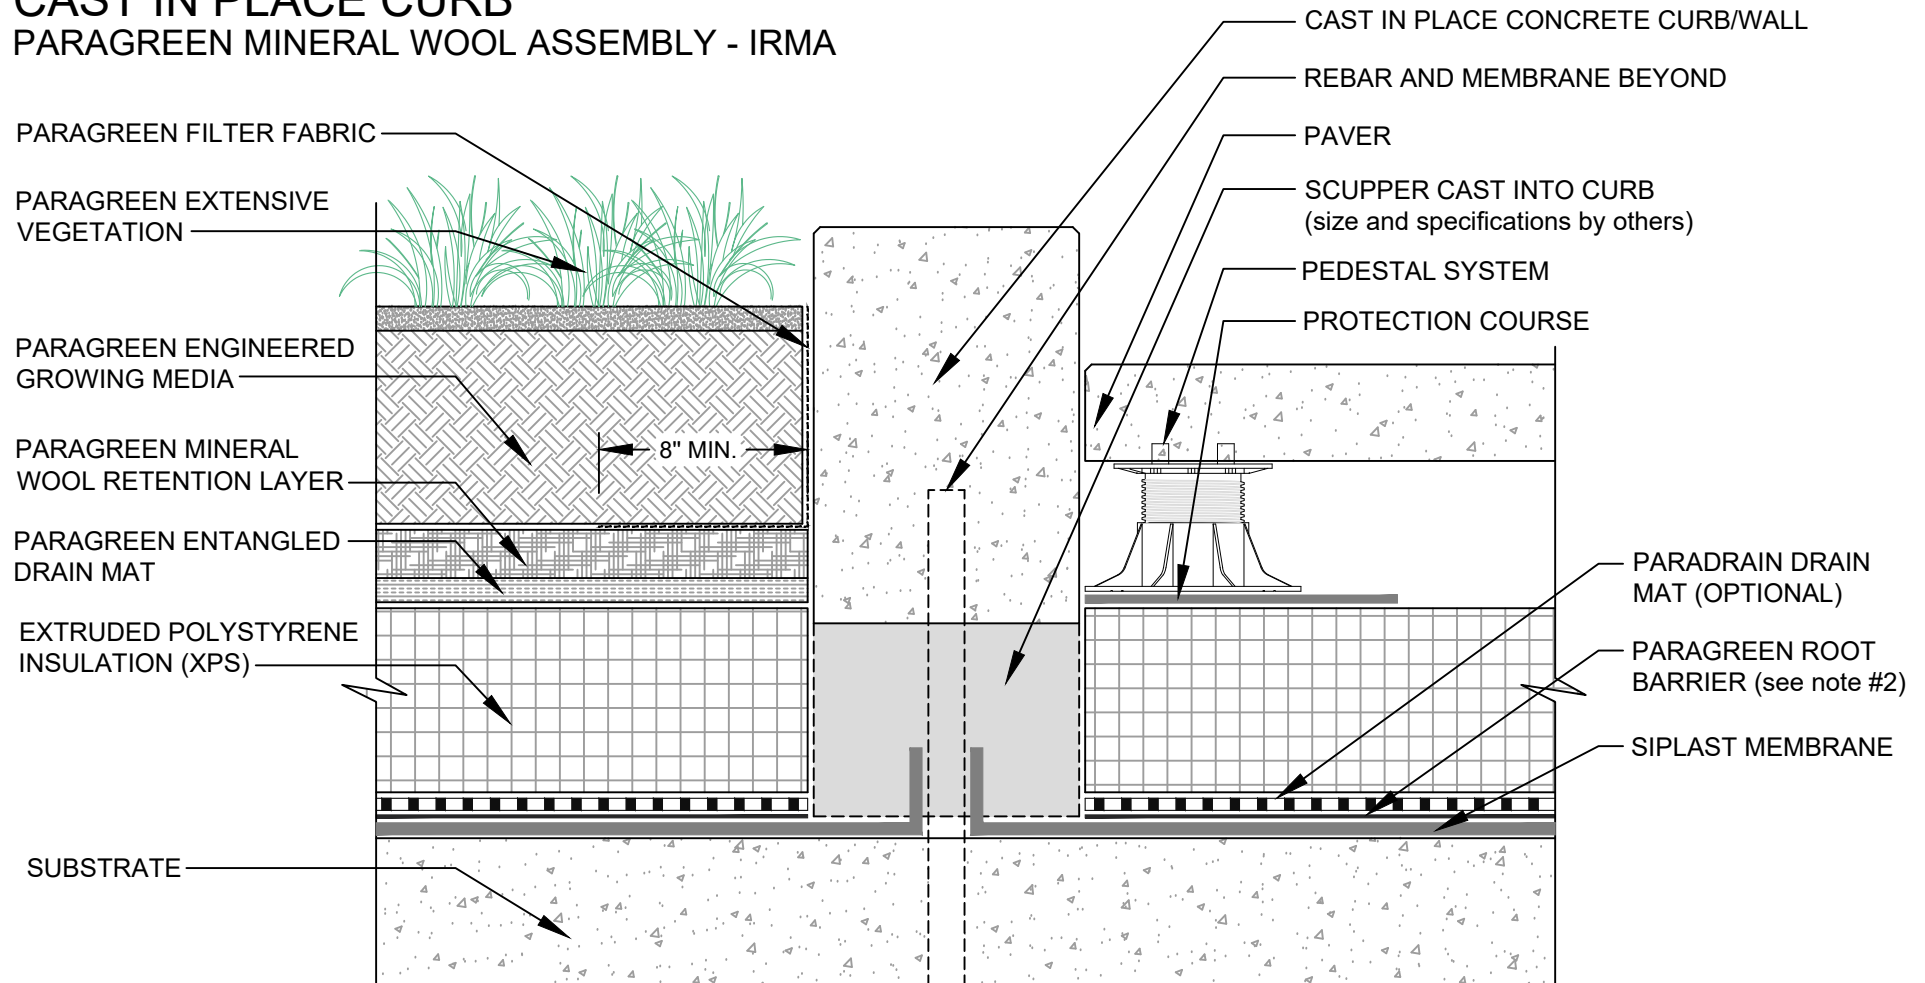 CAST IN PLACE CURB
PARAGREEN MINERAL WOOL ASSEMBLY - IRMA
PARAGREEN FILTER FABRIC
PARAGREEN EXTENSIVE
VEGETATION
PARAGREEN ENGINEERED
GROWING MEDIA
PARAGREEN MINERAL
WOOL RETENTION LAYER
PARAGREEN ENTANGLED
DRAIN MAT
EXTRUDED POLYSTYRENE
INSULATION (XPS)
SUBSTRATE
8" MIN.
CAST IN PLACE CONCRETE CURB/WALL
REBAR AND MEMBRANE BEYOND
PAVER
SCUPPER CAST INTO CURB
(size and specifications by others)
PEDESTAL SYSTEM
PROTECTION COURSE
PARADRAIN DRAIN
MAT (OPTIONAL)
PARAGREEN ROOT
BARRIER (see note #2)
SIPLAST MEMBRANE